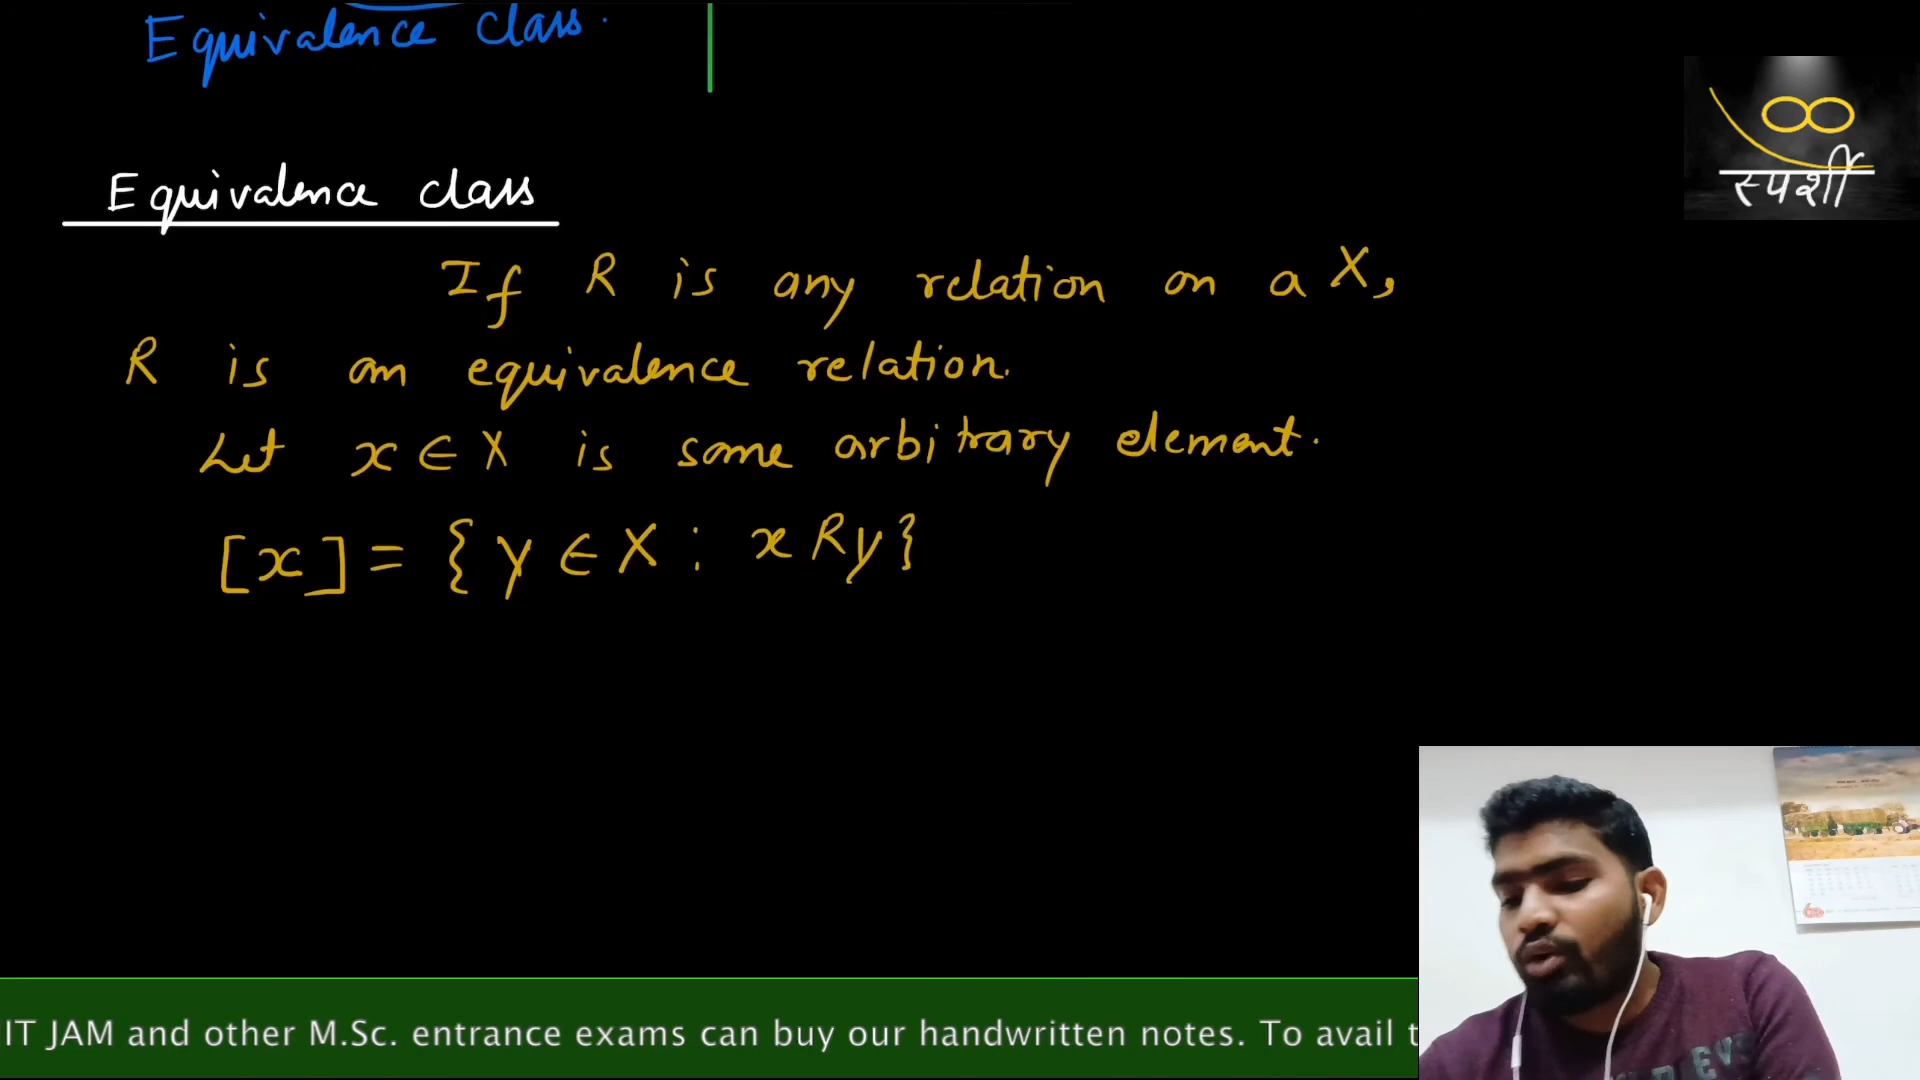 Equivalence class.
Equivalence class
स्पर्शी
If R is any relation on a X,
R is an equivalence relation.
Let x ∈ X is some arbitrary element.
[x] = { y ∈ X : x R y }
IT JAM and other M.Sc. entrance exams can buy our handwritten notes. To avail t